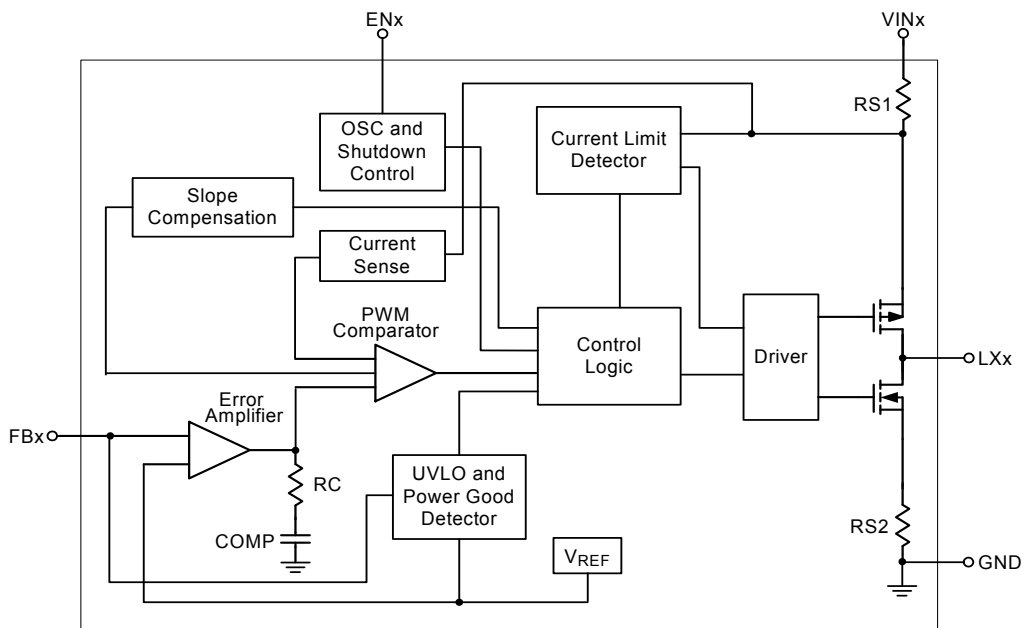 ENx
VINx
RS1
OSC and
Shutdown
Control
Current Limit
Detector
Slope
Compensation
Current
Sense
PWM
Comparator
Control
Logic
Driver
LXx
Error
Amplifier
FBx
RC
COMP
UVLO and
Power Good
Detector
VREF
RS2
GND